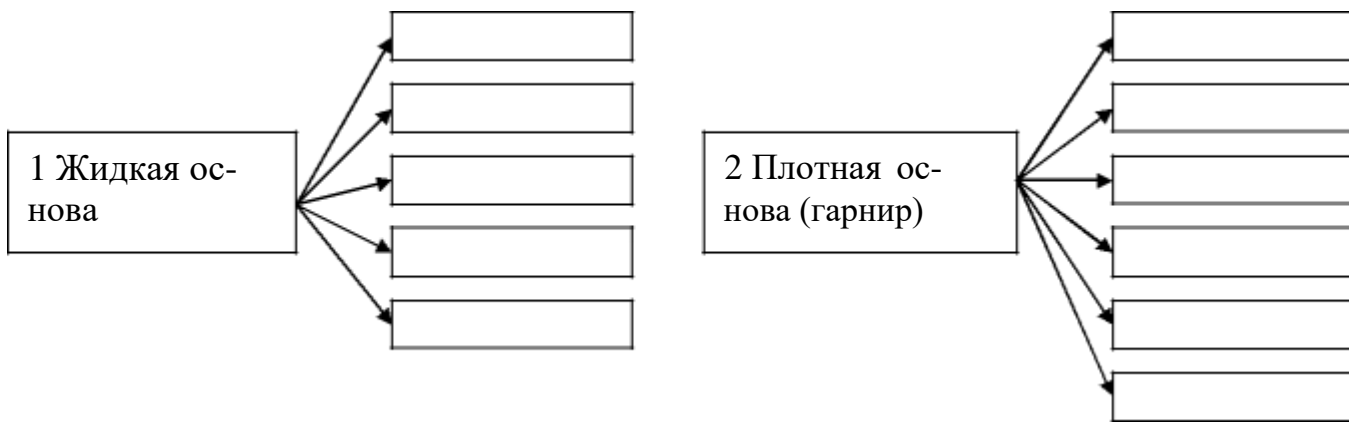 1 Жидкая ос-
нова
2 Плотная ос-
нова (гарнир)